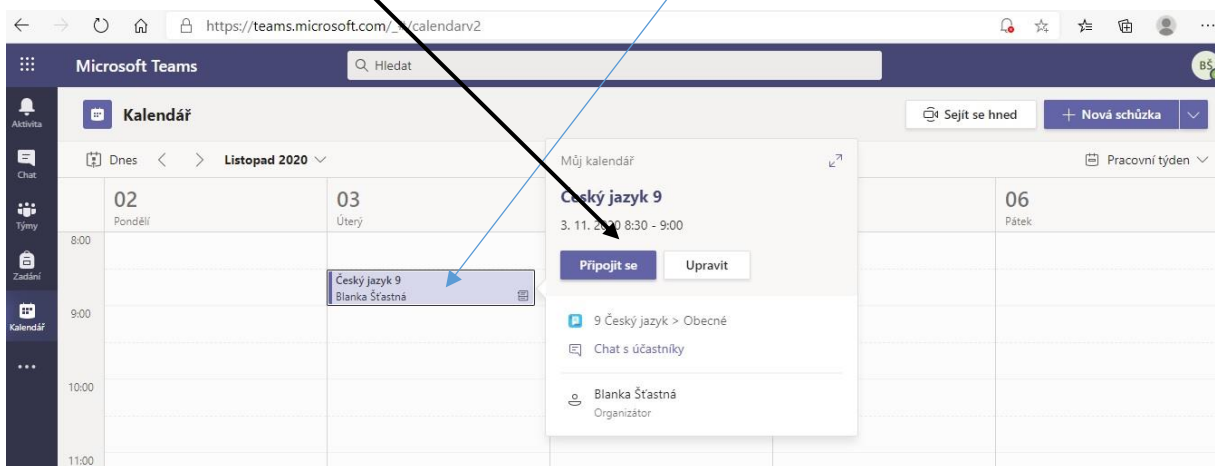 https://teams.microsoft.com/_#/calendarv2
Microsoft Teams
Hledat
BŠ
Aktivita
Chat
Týmy
Zadání
Kalendář
Kalendář
Sejít se hned
+ Nová schůzka
Dnes
Listopad 2020
Pracovní týden
02
Pondělí
03
Úterý
06
Pátek
8:00
9:00
10:00
11:00
Český jazyk 9
Blanka Šťastná
Můj kalendář
Český jazyk 9
3. 11. 2020 8:30 - 9:00
Připojit se
Upravit
9 Český jazyk > Obecné
Chat s účastníky
Blanka Šťastná
Organizátor